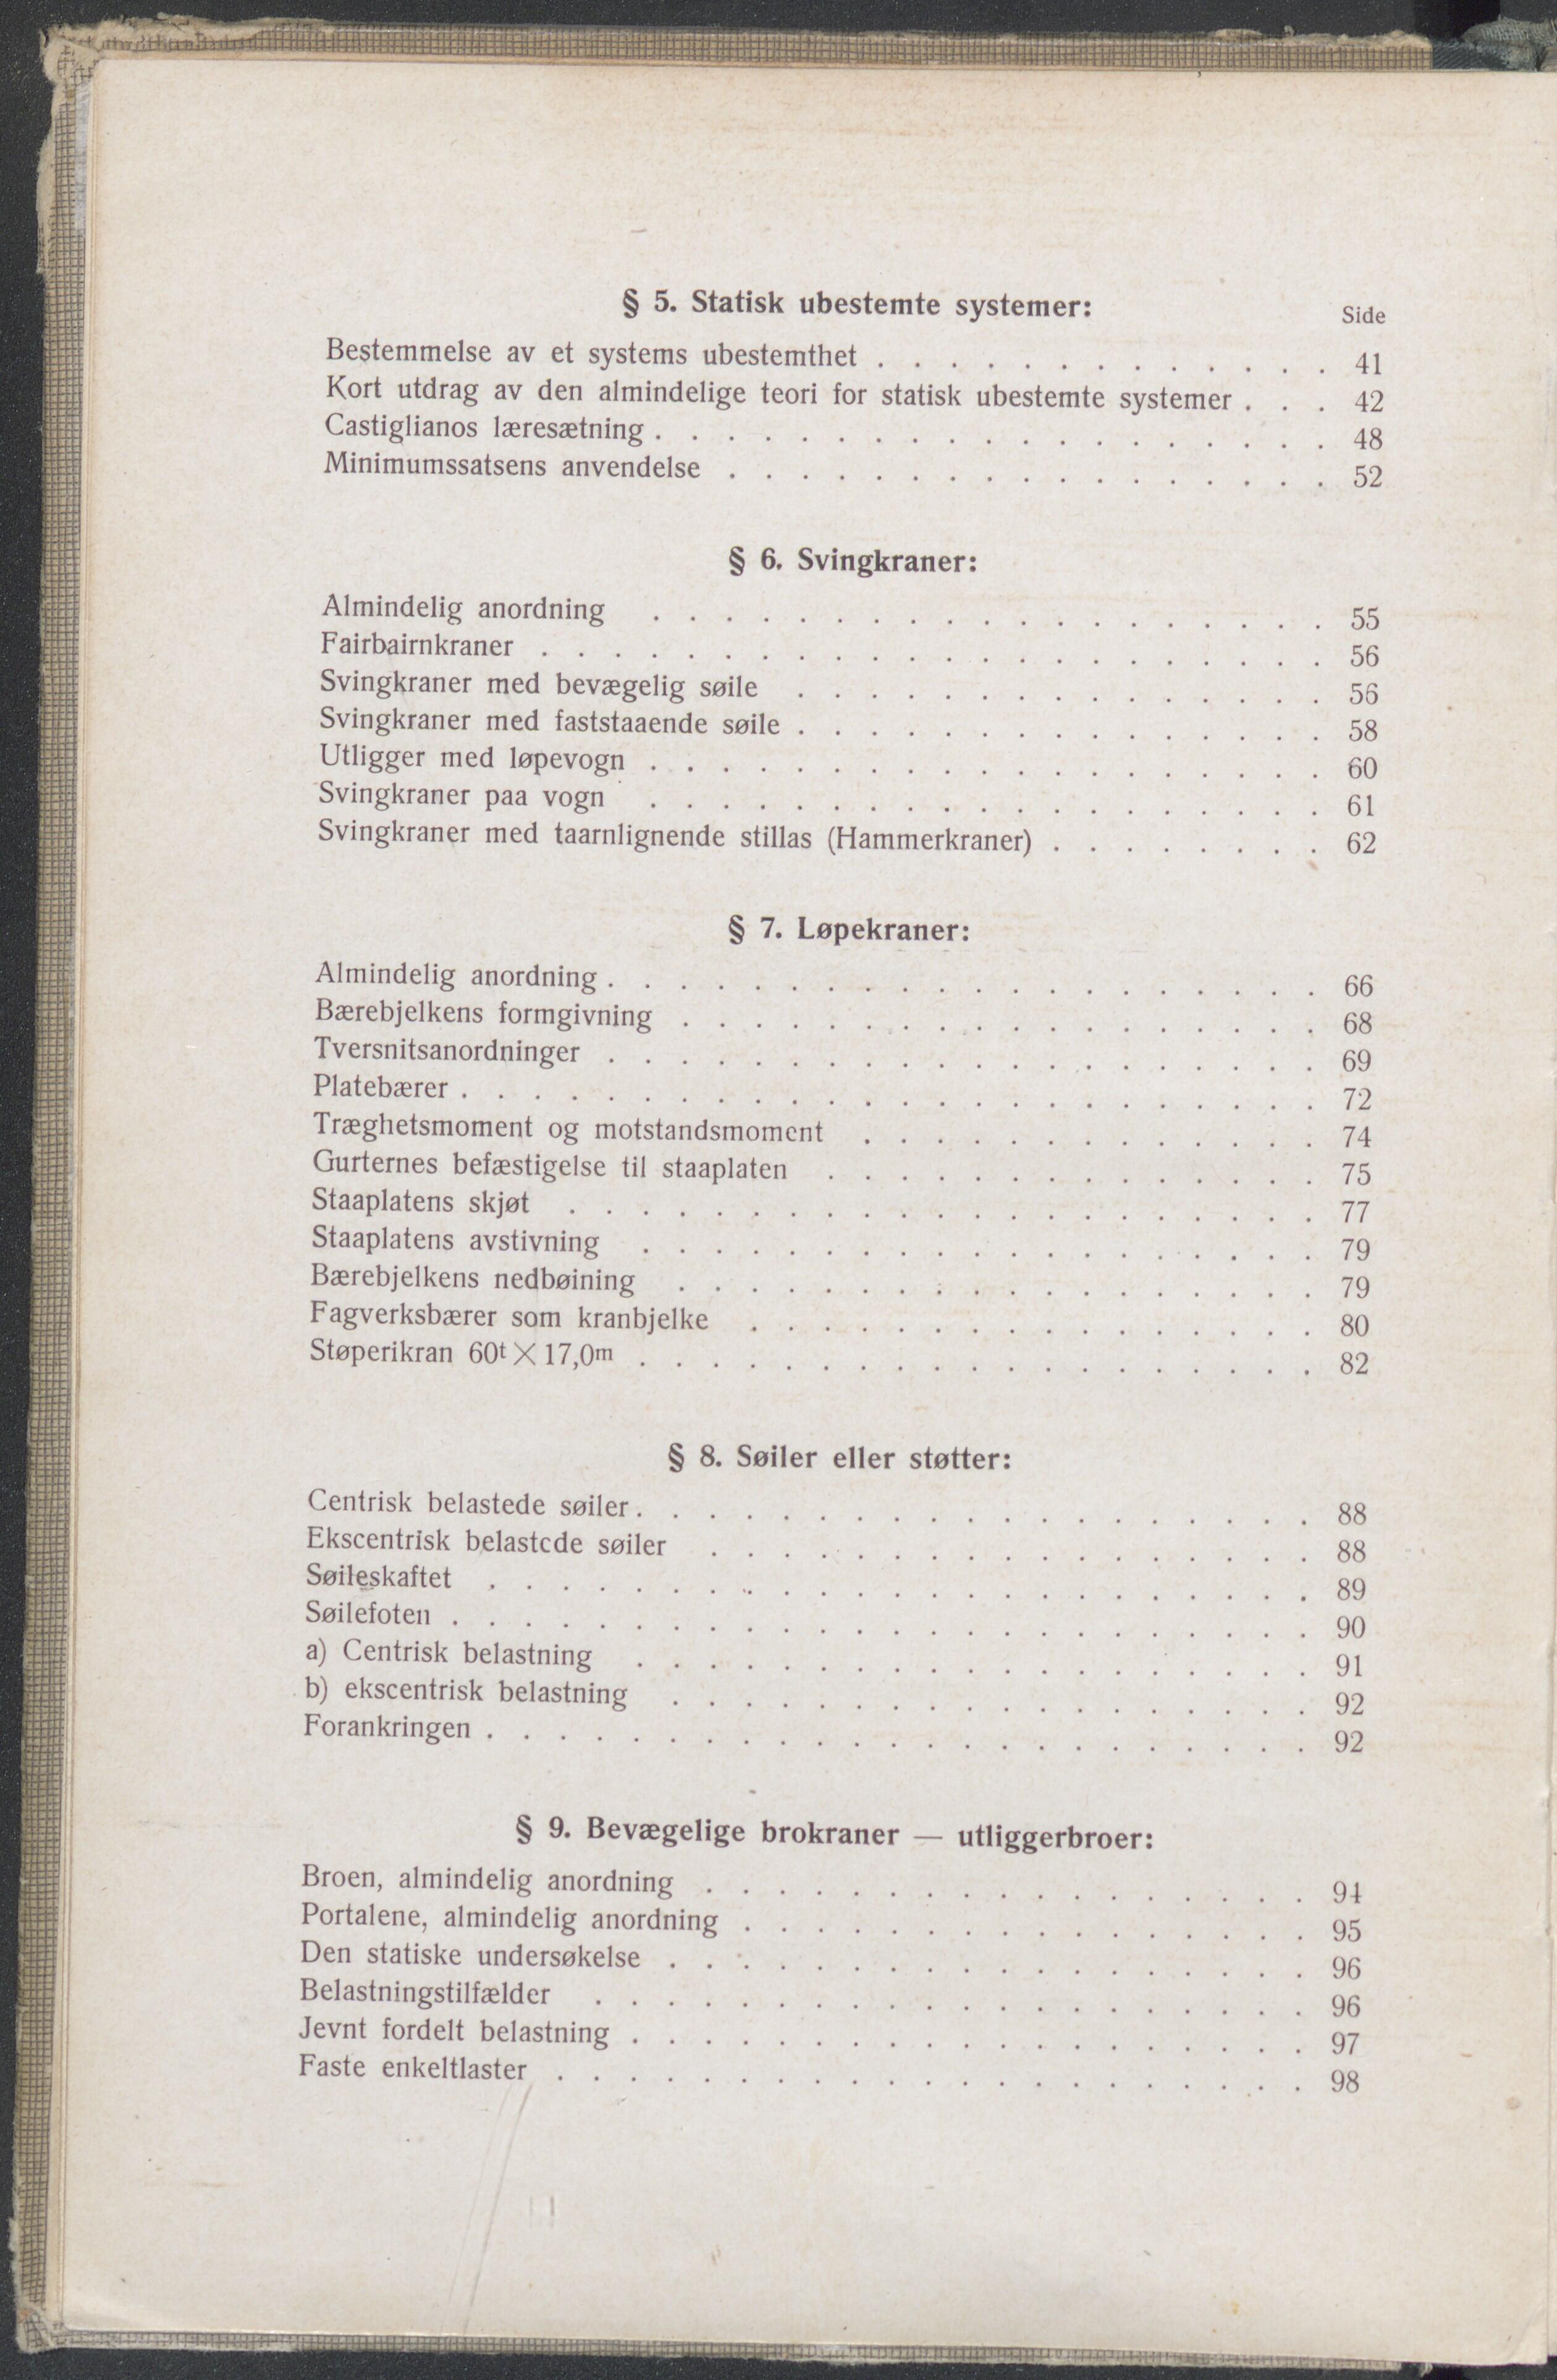 § 5. Statisk ubestemte systemer:
Side
Bestemmelse av et systems ubestemthet . . . . . . . . . . . . . 41
Kort utdrag av den almindelige teori for statisk ubestemte systemer . . . 42
Castiglianos læresætning . . . . . . . . . . . . . . . . . . . 48
Minimumssatsens anvendelse . . . . . . . . . . . . . . . . . 52
§ 6. Svingkraner:
Almindelig anordning . . . . . . . . . . . . . . . . . . . 55
Fairbairnkraner . . . . . . . . . . . . . . . . . . . . . . 56
Svingkraner med bevægelig søile . . . . . . . . . . . . . . . 56
Svingkraner med faststaaende søile . . . . . . . . . . . . . . . 58
Utligger med løpevogn . . . . . . . . . . . . . . . . . . . 60
Svingkraner paa vogn . . . . . . . . . . . . . . . . . . . 61
Svingkraner med taarnlignende stillas (Hammerkraner) . . . . . . . . 62
§ 7. Løpekraner:
Almindelig anordning . . . . . . . . . . . . . . . . . . . . 66
Bærebjelkens formgivning . . . . . . . . . . . . . . . . . . 68
Tversnitsanordninger . . . . . . . . . . . . . . . . . . . . 69
Platebærer . . . . . . . . . . . . . . . . . . . . . . . . 72
Træghetsmoment og motstandsmoment . . . . . . . . . . . . . 74
Gurternes befæstigelse til staaplaten . . . . . . . . . . . . . . 75
Staaplatens skjøt . . . . . . . . . . . . . . . . . . . . . 77
Staaplatens avstivning . . . . . . . . . . . . . . . . . . . 79
Bærebjelkens nedbøining . . . . . . . . . . . . . . . . . . 79
Fagverksbærer som kranbjelke . . . . . . . . . . . . . . . . 80
Støperikran 60t × 17,0m . . . . . . . . . . . . . . . . . . . 82
§ 8. Søiler eller støtter:
Centrisk belastede søiler . . . . . . . . . . . . . . . . . . . 88
Ekscentrisk belastede søiler . . . . . . . . . . . . . . . . . 88
Søileskaftet . . . . . . . . . . . . . . . . . . . . . . . 89
Søilefoten . . . . . . . . . . . . . . . . . . . . . . . . 90
a) Centrisk belastning . . . . . . . . . . . . . . . . . . . 91
b) ekscentrisk belastning . . . . . . . . . . . . . . . . . . 92
Forankringen . . . . . . . . . . . . . . . . . . . . . . . 92
§ 9. Bevægelige brokraner — utliggerbroer:
Broen, almindelig anordning . . . . . . . . . . . . . . . . . 94
Portalene, almindelig anordning . . . . . . . . . . . . . . . . 95
Den statiske undersøkelse . . . . . . . . . . . . . . . . . . 96
Belastningstilfælder . . . . . . . . . . . . . . . . . . . . 96
Jevnt fordelt belastning . . . . . . . . . . . . . . . . . . . 97
Faste enkeltlaster . . . . . . . . . . . . . . . . . . . . . 98